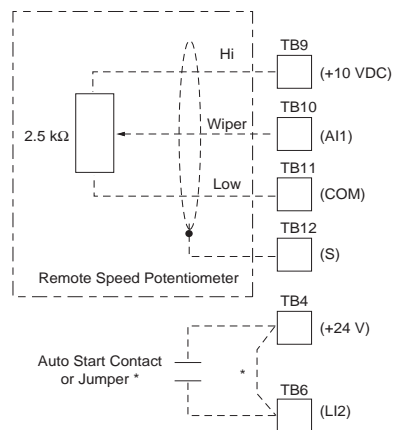 Hi
TB9
(+10 VDC)
2.5 kΩ
Wiper
TB10
(AI1)
Low
TB11
(COM)
TB12
(S)
Remote Speed Potentiometer
TB4
(+24 V)
Auto Start Contact
or Jumper *
*
TB6
(LI2)